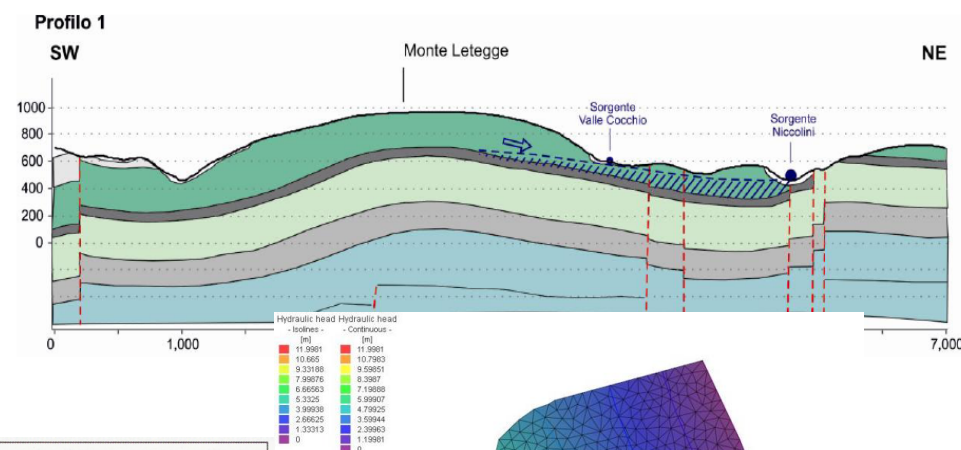 Profilo 1
SW
Monte Letegge
NE
Sorgente
Valle Cocchio
Sorgente
Niccolini
1000
800
600
400
200
0
0
1,000
7,000
Hydraulic head Hydraulic head
- Isolines - - Continuous -
[m] [m]
11.9981 11.9981
10.665 10.7983
9.33188 9.59851
7.99876 8.3987
6.66563 7.19888
5.3325 5.99907
3.99938 4.79925
2.66625 3.59944
1.33313 2.39963
0 1.19981
0